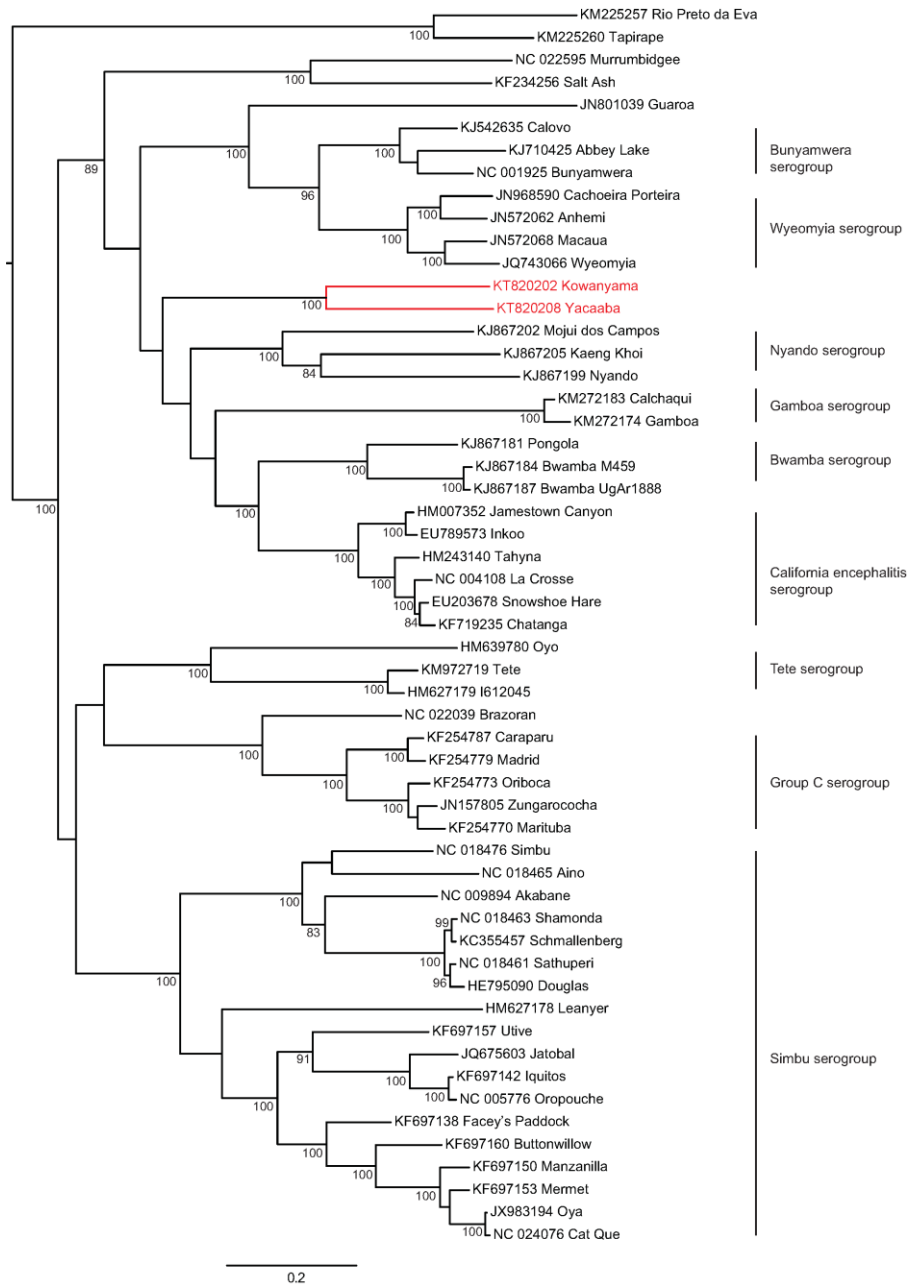 KM225257 Rio Preto da Eva
100
KM225260 Tapirape
NC 022595 Murrumbidgee
100
KF234256 Salt Ash
JN801039 Guaroa
KJ542635 Calovo
100
KJ710425 Abbey Lake
Bunyamwera
serogroup
89
100
NC 001925 Bunyamwera
96
JN968590 Cachoeira Porteira
100
JN572062 Anhemi
Wyeomyia serogroup
100
JN572068 Macaua
100
JQ743066 Wyeomyia
KT820202 Kowanyama
100
KT820208 Yacaaba
KJ867202 Mojui dos Campos
100
KJ867205 Kaeng Khoi
Nyando serogroup
84
KJ867199 Nyando
KM272183 Calchaqui
Gamboa serogroup
100
KM272174 Gamboa
KJ867181 Pongola
100
KJ867184 Bwamba M459
Bwamba serogroup
100
KJ867187 Bwamba UgAr1888
100
100
HM007352 Jamestown Canyon
100
EU789573 Inkoo
100
HM243140 Tahyna
100
NC 004108 La Crosse
California encephalitis
serogroup
100
EU203678 Snowshoe Hare
84
KF719235 Chatanga
HM639780 Oyo
100
KM972719 Tete
Tete serogroup
100
HM627179 I612045
NC 022039 Brazoran
100
KF254787 Caraparu
100
KF254779 Madrid
100
KF254773 Oriboca
Group C serogroup
100
JN157805 Zungarococha
KF254770 Marituba
NC 018476 Simbu
NC 018465 Aino
100
NC 009894 Akabane
83
99
NC 018463 Shamonda
KC355457 Schmallenberg
100
NC 018461 Sathuperi
100
96
HE795090 Douglas
HM627178 Leanyer
KF697157 Utive
91
JQ675603 Jatobal
Simbu serogroup
100
KF697142 Iquitos
100
NC 005776 Oropouche
100
KF697138 Facey's Paddock
100
KF697160 Buttonwillow
100
KF697150 Manzanilla
100
KF697153 Mermet
JX983194 Oya
100
NC 024076 Cat Que
0.2